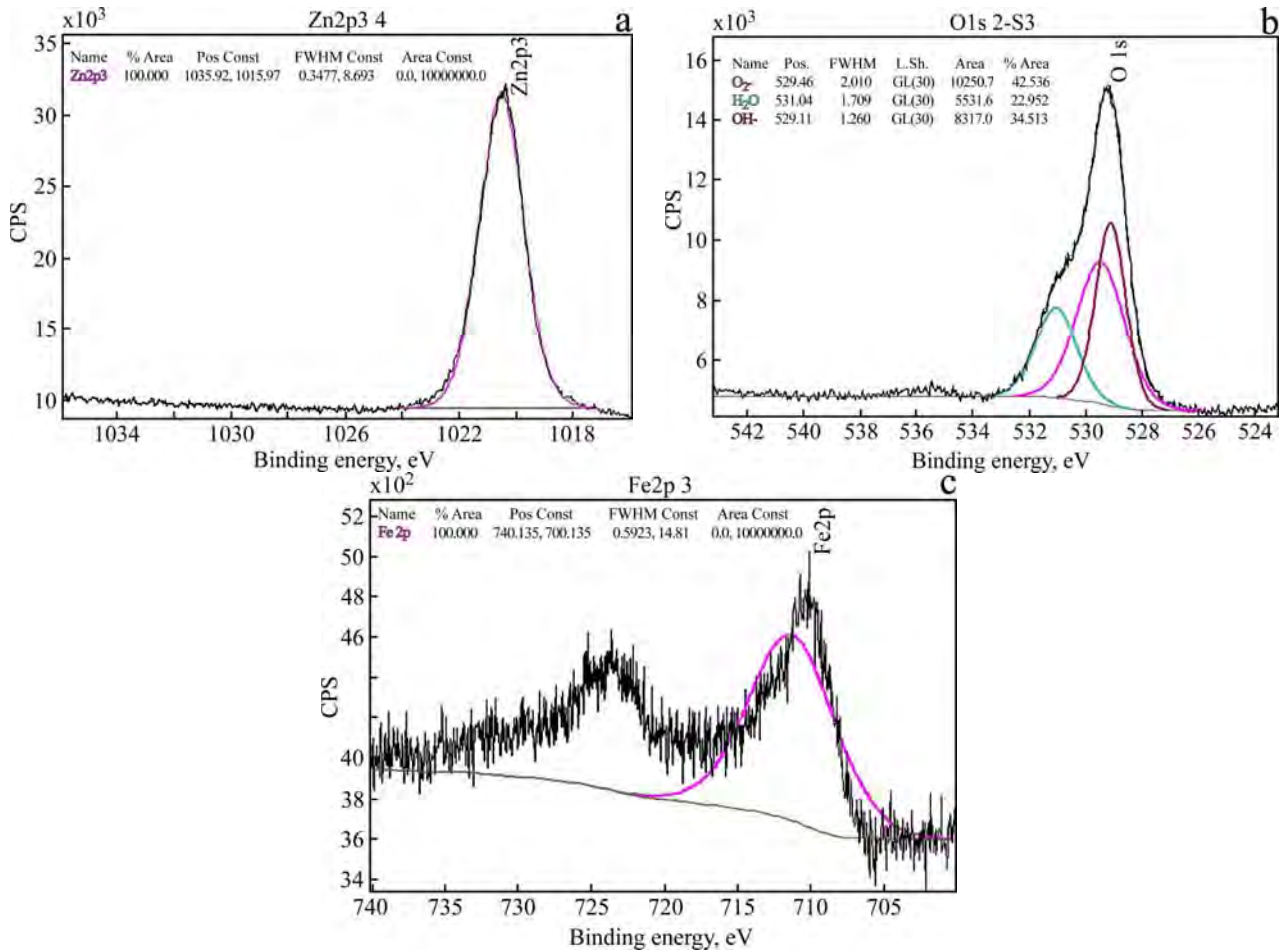 x10³ Zn2p3 4 a
35
Name % Area Pos Const FWHM Const Area Const
Zn2p3 100.000 1035.92, 1015.97 0.3477, 8.693 0.0, 10000000.0
Zn2p3
30
25
20
15
10
CPS
1034 1030 1026 1022 1018
Binding energy, eV
x10³ O1s 2-S3 b
16
Name Pos. FWHM L.Sh. Area % Area
O₂- 529.46 2.010 GL(30) 10250.7 42.536
H₂O 531.04 1.709 GL(30) 5531.6 22.952
OH- 529.11 1.260 GL(30) 8317.0 34.513
O 1s
14
12
10
8
6
CPS
542 540 538 536 534 531 530 528 526 524
Binding energy, eV
x10² Fe2p 3 c
52
Name % Area Pos Const FWHM Const Area Const
Fe 2p 100.000 740.135, 700.135 0.5923, 14.81 0.0, 10000000.0
Fe2p
50
48
46
40
38
36
34
CPS
740 735 730 725 720 715 710 705
Binding energy, eV